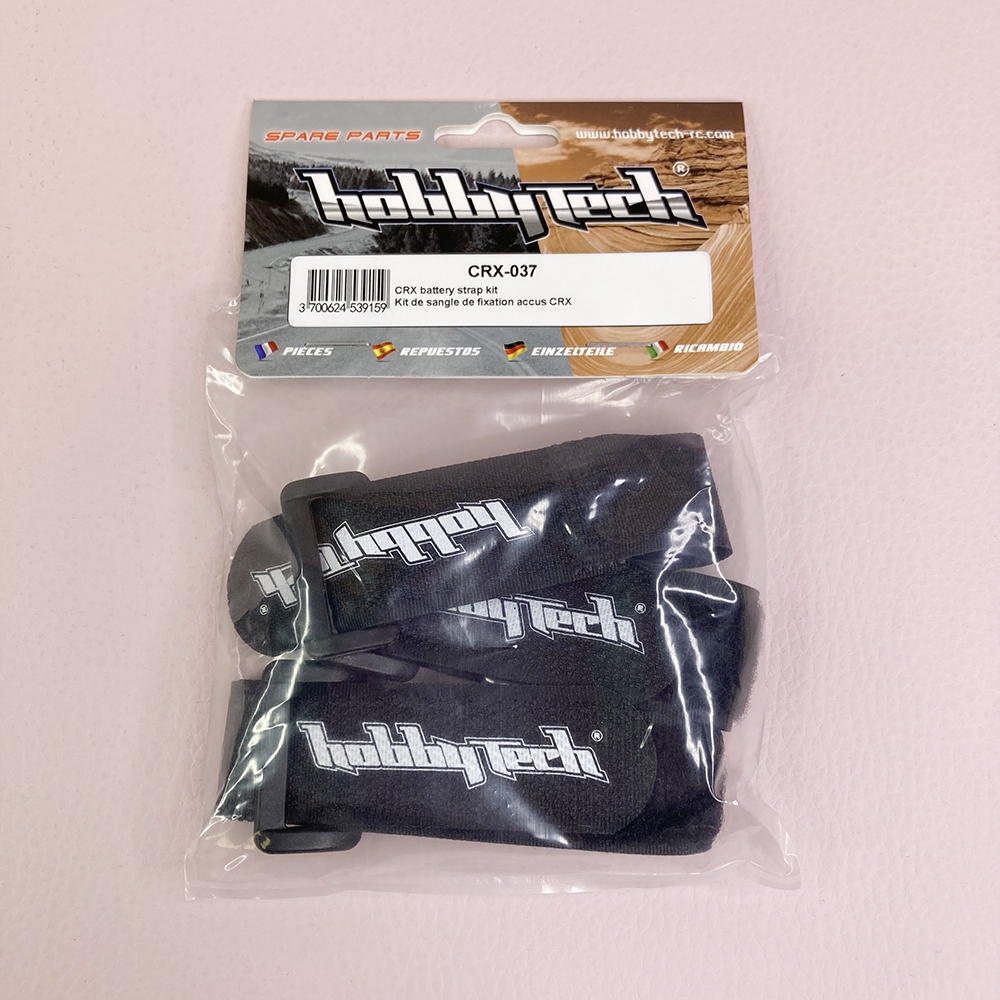 SPARE PARTS
www.hobbytech-rc.com
hobbytech®
CRX-037
CRX battery strap kit
Kit de sangle de fixation accus CRX
3 700624 539159
PIÈCES
REPUESTOS
EINZELTEILE
RICAMBIO
hobbytech®
hobbytech®
hobbytech®